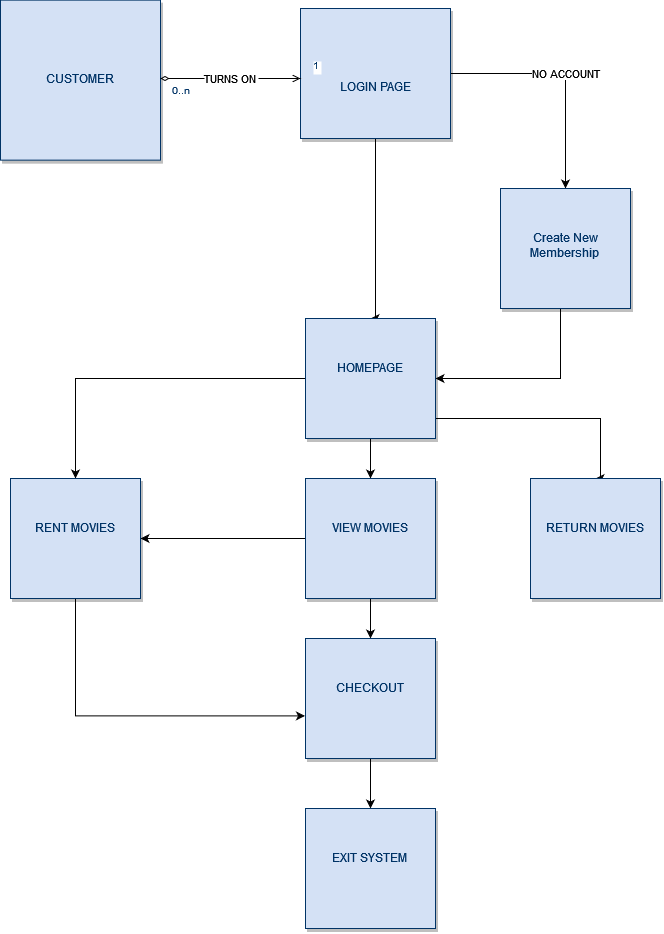 CUSTOMER
TURNS ON
0..n
1
LOGIN PAGE
NO ACCOUNT
Create New
Membership
HOMEPAGE
RENT MOVIES
VIEW MOVIES
RETURN MOVIES
CHECKOUT
EXIT SYSTEM